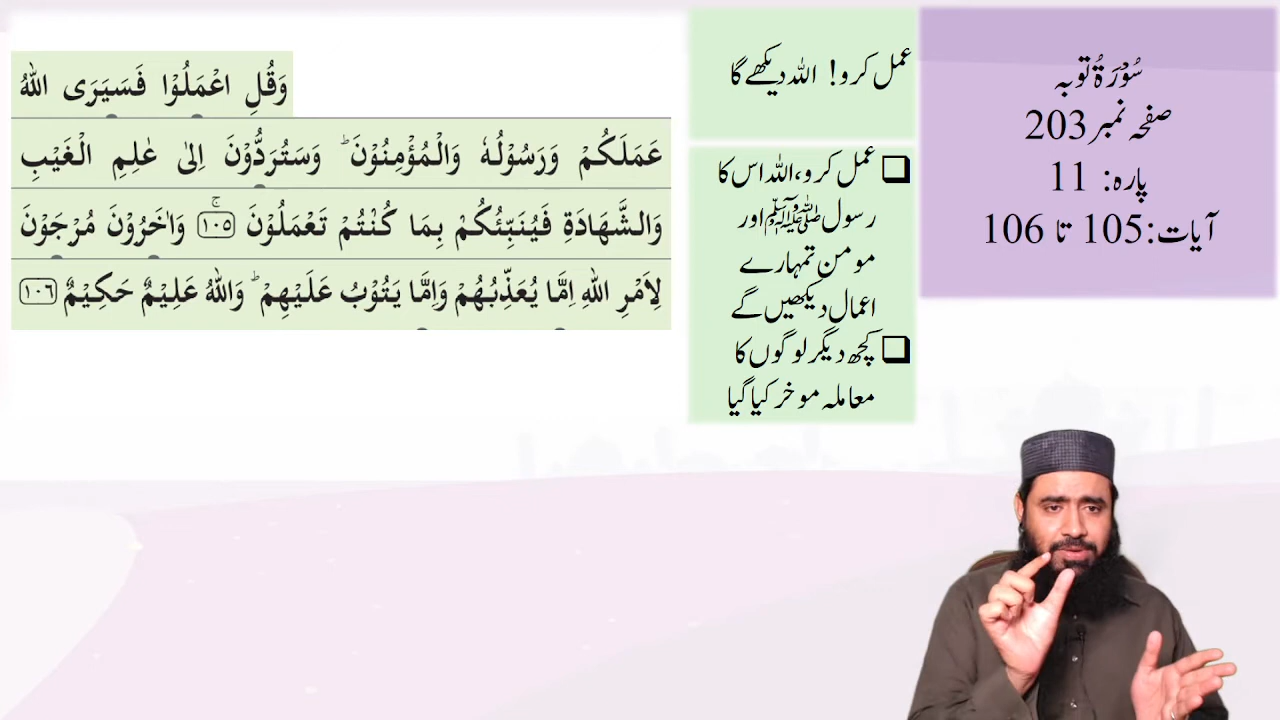 سُوْرَةُ توبہ
صفحہ نمبر 203
پارہ: 11
آیات: 105 تا 106
عمل کرو! اللہ دیکھے گا
❑ عمل کرو، اللہ اس کا
رسول ﷺ اور
مومن تمہارے
اعمال دیکھیں گے
❑ کچھ دیگر لوگوں کا
معاملہ موخر کیا گیا
وَقُلِ اعْمَلُوْا فَسَيَرَى اللّٰهُ
عَمَلَكُمْ وَرَسُوْلُهٗ وَالْمُؤْمِنُوْنَ ؕ وَسَتُرَدُّوْنَ اِلٰى عٰلِمِ الْغَيْبِ
وَالشَّهَادَةِ فَيُنَبِّئُكُمْ بِمَا كُنْتُمْ تَعْمَلُوْنَ ۚ ۝١٠٥ وَاٰخَرُوْنَ مُرْجَوْنَ
لِاَمْرِ اللّٰهِ اِمَّا يُعَذِّبُهُمْ وَاِمَّا يَتُوْبُ عَلَيْهِمْ ؕ وَاللّٰهُ عَلِيْمٌ حَكِيْمٌ ۝١٠٦